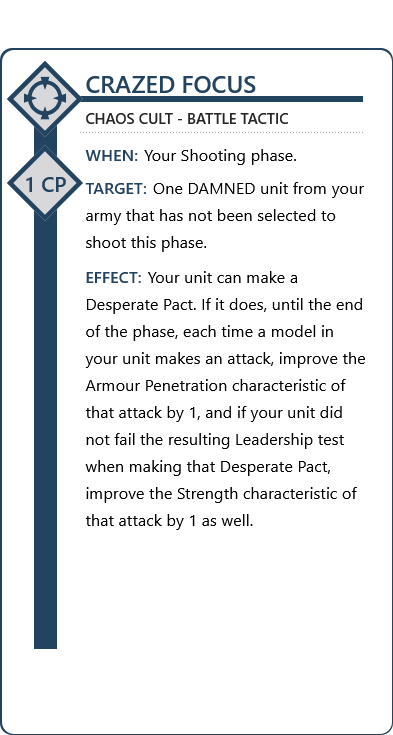 CRAZED FOCUS
CHAOS CULT - BATTLE TACTIC
WHEN: Your Shooting phase.
1 CP
TARGET: One DAMNED unit from your
army that has not been selected to
shoot this phase.
EFFECT: Your unit can make a
Desperate Pact. If it does, until the end
of the phase, each time a model in
your unit makes an attack, improve the
Armour Penetration characteristic of
that attack by 1, and if your unit did
not fail the resulting Leadership test
when making that Desperate Pact,
improve the Strength characteristic of
that attack by 1 as well.